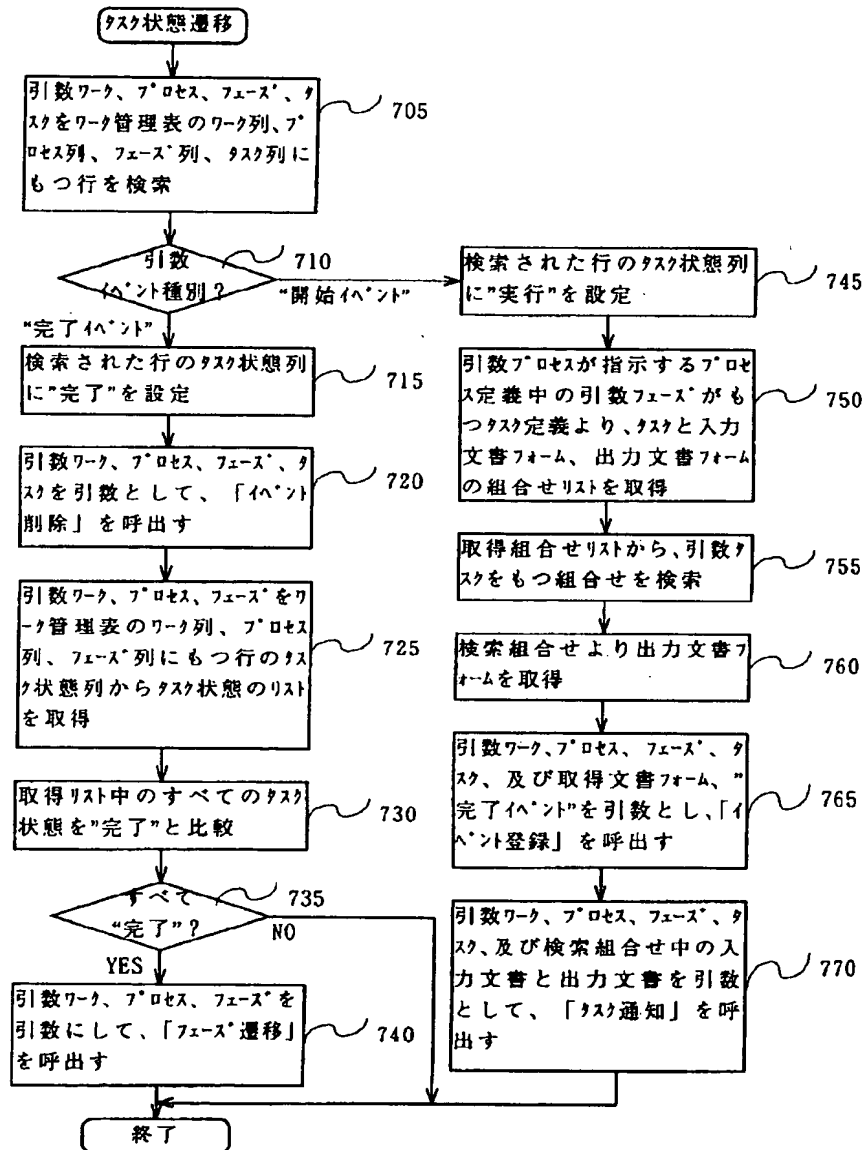 タスク状態遷移
引数ワーク、プロセス、フェーズ、タ
スクをワーク管理表のワーク列、プ
ロセス列、フェーズ列、タスク列に
もつ行を検索
705
引数
イベント種別？
710
“開始イベント”
“完了イベント”
検索された行のタスク状態列
に”完了”を設定
715
引数ワーク、プロセス、フェーズ、タ
スクを引数として、「イベント
削除」を呼出す
720
引数ワーク、プロセス、フェーズをワ
ーク管理表のワーク列、プロセス
列、フェーズ列にもつ行のタス
ク状態列からタスク状態のリスト
を取得
725
取得リスト中のすべてのタスク
状態を”完了”と比較
730
すべて
“完了”？
735
NO
YES
引数ワーク、プロセス、フェーズを
引数にして、「フェーズ遷移」
を呼出す
740
終了
検索された行のタスク状態列
に”実行”を設定
745
引数プロセスが指示するプロセ
ス定義中の引数フェーズがも
つタスク定義より、タスクと入力
文書フォーム、出力文書フォーム
の組合せリストを取得
750
取得組合せリストから、引数タ
スクをもつ組合せを検索
755
検索組合せより出力文書フ
ォームを取得
760
引数ワーク、プロセス、フェーズ、タ
スク、及び取得文書フォーム、”
完了イベント”を引数とし、「イ
ベント登録」を呼出す
765
引数ワーク、プロセス、フェーズ、タ
スク、及び検索組合せ中の入
力文書と出力文書を引数
として、「タスク通知」を呼
出す
770